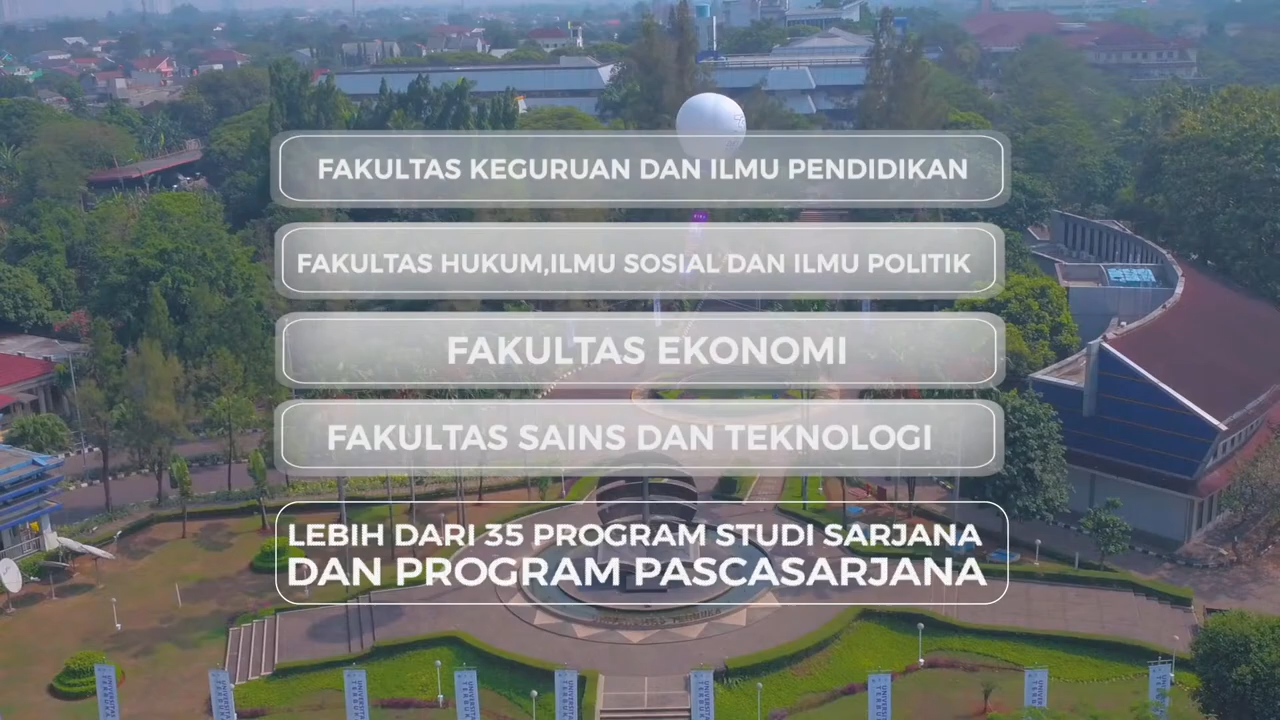 FAKULTAS KEGURUAN DAN ILMU PENDIDIKAN
FAKULTAS HUKUM,ILMU SOSIAL DAN ILMU POLITIK
FAKULTAS EKONOMI
FAKULTAS SAINS DAN TEKNOLOGI
LEBIH DARI 35 PROGRAM STUDI SARJANA
DAN PROGRAM PASCASARJANA